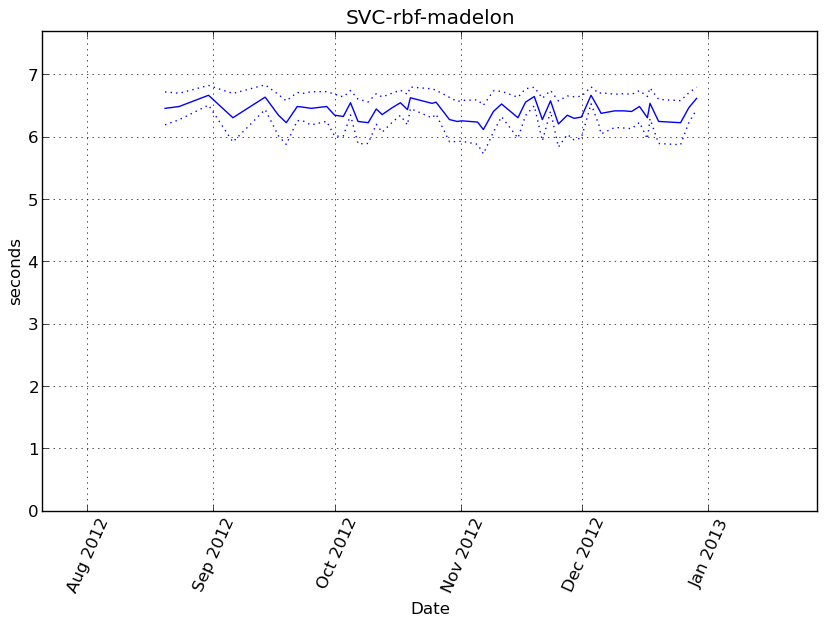 SVC-rbf-madelon
7
6
5
4
3
2
1
0
seconds
Aug 2012
Sep 2012
Oct 2012
Nov 2012
Dec 2012
Jan 2013
Date